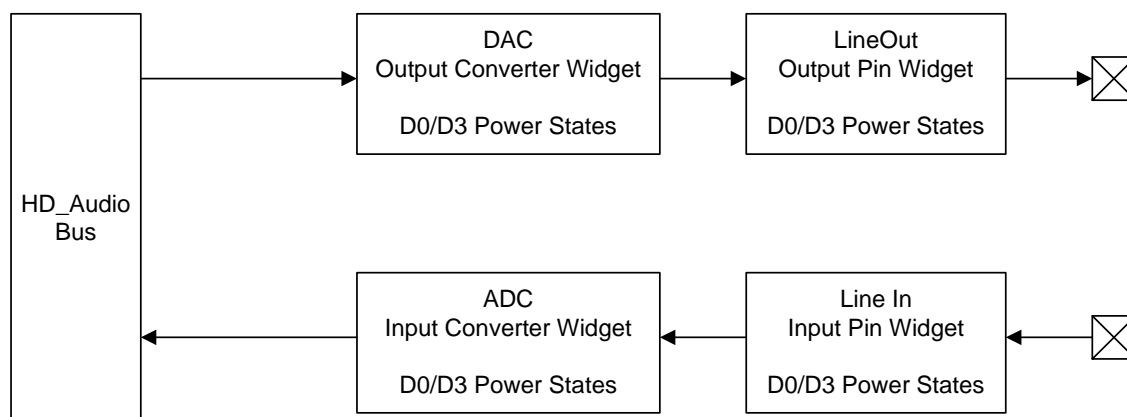 DAC
Output Converter Widget
D0/D3 Power States
LineOut
Output Pin Widget
D0/D3 Power States
HD_Audio
Bus
ADC
Input Converter Widget
D0/D3 Power States
Line In
Input Pin Widget
D0/D3 Power States